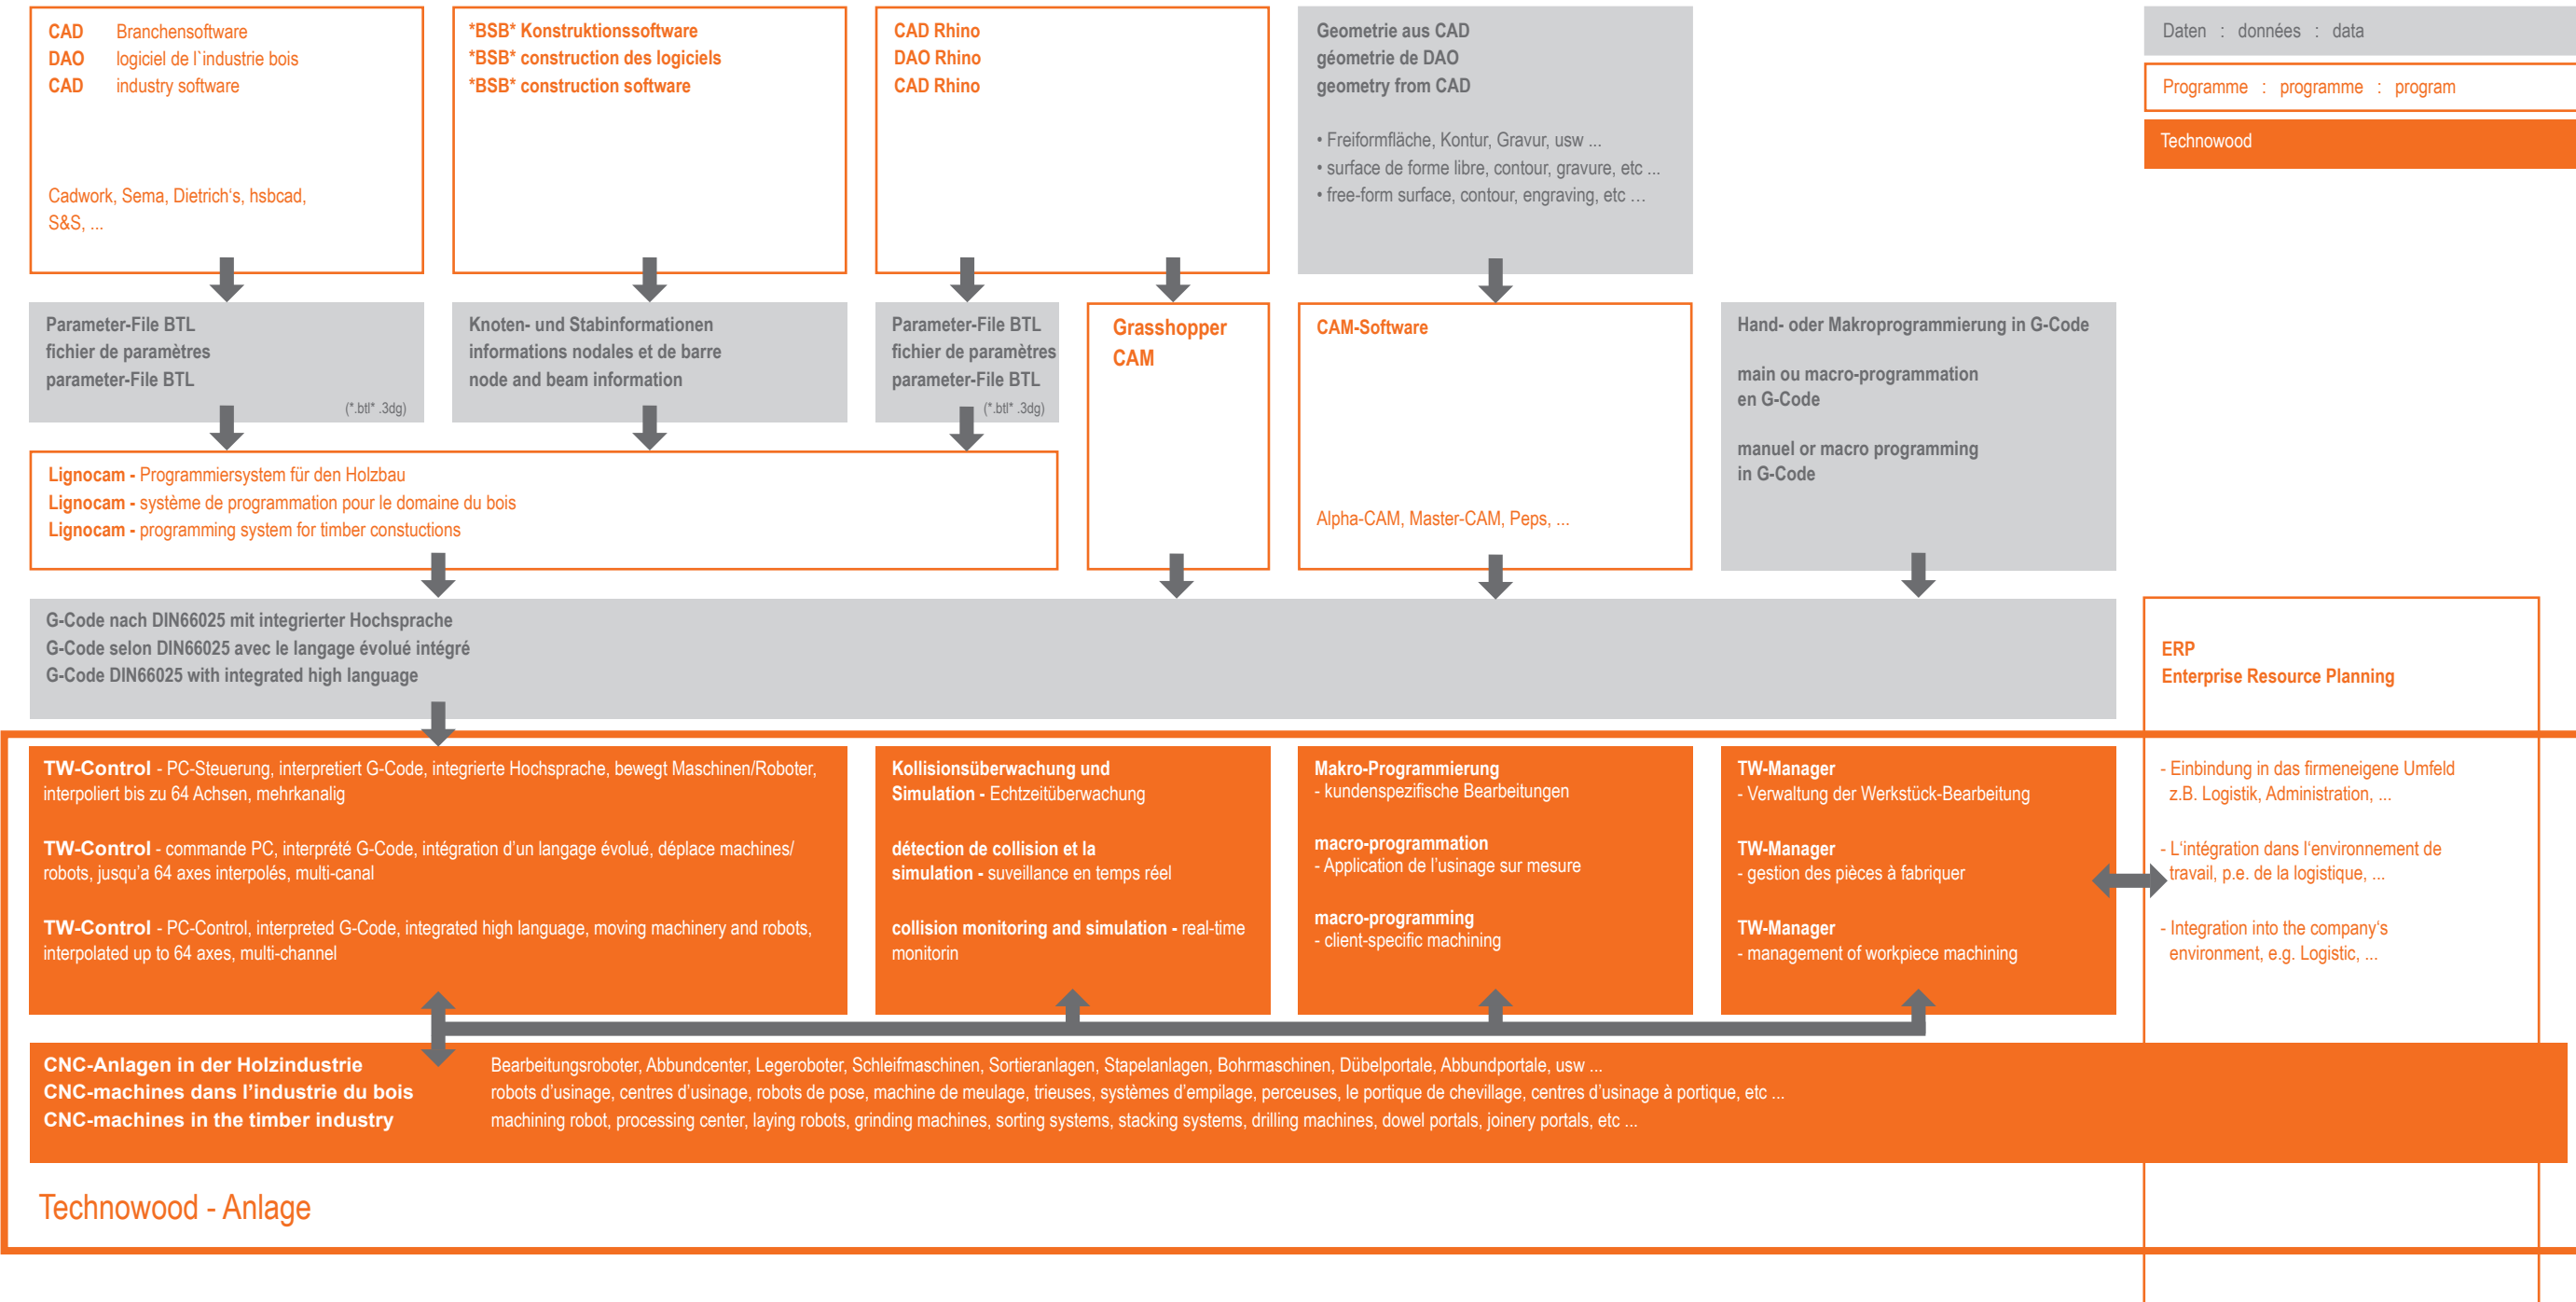 CAD Branchensoftware
DAO logiciel de l`industrie bois
CAD industry software
Cadwork, Sema, Dietrich‘s, hsbcad,
S&S, ...
*BSB* Konstruktionssoftware
*BSB* construction des logiciels
*BSB* construction software
CAD Rhino
DAO Rhino
CAD Rhino
Geometrie aus CAD
géometrie de DAO
geometry from CAD
• Freiformfläche, Kontur, Gravur, usw ...
• surface de forme libre, contour, gravure, etc ...
• free-form surface, contour, engraving, etc …
Daten : données : data
Programme : programme : program
Technowood
Parameter-File BTL
fichier de paramètres
parameter-File BTL
(*.btl* .3dg)
Knoten- und Stabinformationen
informations nodales et de barre
node and beam information
Parameter-File BTL
fichier de paramètres
parameter-File BTL
(*.btl* .3dg)
Grasshopper
CAM
CAM-Software
Alpha-CAM, Master-CAM, Peps, ...
Hand- oder Makroprogrammierung in G-Code
main ou macro-programmation
en G-Code
manuel or macro programming
in G-Code
Lignocam - Programmiersystem für den Holzbau
Lignocam - système de programmation pour le domaine du bois
Lignocam - programming system for timber constuctions
G-Code nach DIN66025 mit integrierter Hochsprache
G-Code selon DIN66025 avec le langage évolué intégré
G-Code DIN66025 with integrated high language
ERP
Enterprise Resource Planning
TW-Control - PC-Steuerung, interpretiert G-Code, integrierte Hochsprache, bewegt Maschinen/Roboter,
interpoliert bis zu 64 Achsen, mehrkanalig
TW-Control - commande PC, interprété G-Code, intégration d’un langage évolué, déplace machines/
robots, jusqu’a 64 axes interpolés, multi-canal
TW-Control - PC-Control, interpreted G-Code, integrated high language, moving machinery and robots,
interpolated up to 64 axes, multi-channel
Kollisionsüberwachung und
Simulation - Echtzeitüberwachung
détection de collision et la
simulation - suveillance en temps réel
collision monitoring and simulation - real-time
monitorin
Makro-Programmierung
- kundenspezifische Bearbeitungen
macro-programmation
- Application de l’usinage sur mesure
macro-programming
- client-specific machining
TW-Manager
- Verwaltung der Werkstück-Bearbeitung
TW-Manager
- gestion des pièces à fabriquer
TW-Manager
- management of workpiece machining
- Einbindung in das firmeneigene Umfeld
z.B. Logistik, Administration, ...
- L‘intégration dans l‘environnement de
travail, p.e. de la logistique, ...
- Integration into the company‘s
environment, e.g. Logistic, ...
CNC-Anlagen in der Holzindustrie Bearbeitungsroboter, Abbundcenter, Legeroboter, Schleifmaschinen, Sortieranlagen, Stapelanlagen, Bohrmaschinen, Dübelportale, Abbundportale, usw ...
CNC-machines dans l’industrie du bois robots d’usinage, centres d’usinage, robots de pose, machine de meulage, trieuses, systèmes d’empilage, perceuses, le portique de chevillage, centres d’usinage à portique, etc ...
CNC-machines in the timber industry machining robot, processing center, laying robots, grinding machines, sorting systems, stacking systems, drilling machines, dowel portals, joinery portals, etc ...
Technowood - Anlage